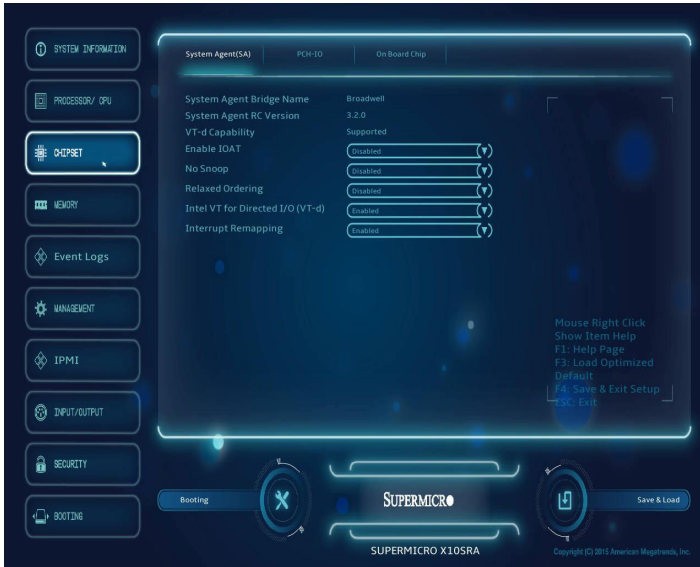 SYSTEM INFORMATION
PROCESSOR/ CPU
CHIPSET
MEMORY
Event Logs
MANAGEMENT
IPMI
INPUT/OUTPUT
SECURITY
BOOTING
System Agent(SA) PCH-IO On Board Chip
System Agent Bridge Name Broadwell
System Agent RC Version 3.2.0
VT-d Capability Supported
Enable IOAT Disabled
No Snoop Disabled
Relaxed Ordering Disabled
Intel VT for Directed I/O (VT-d) Enabled
Interrupt Remapping Enabled
Mouse Right Click
Show Item Help
F1: Help Page
F3: Load Optimized
Default
F4: Save & Exit Setup
ESC: Exit
Booting
SUPERMICRO
Save & Load
SUPERMICRO X10SRA
Copyright (C) 2015 American Megatrends, Inc.